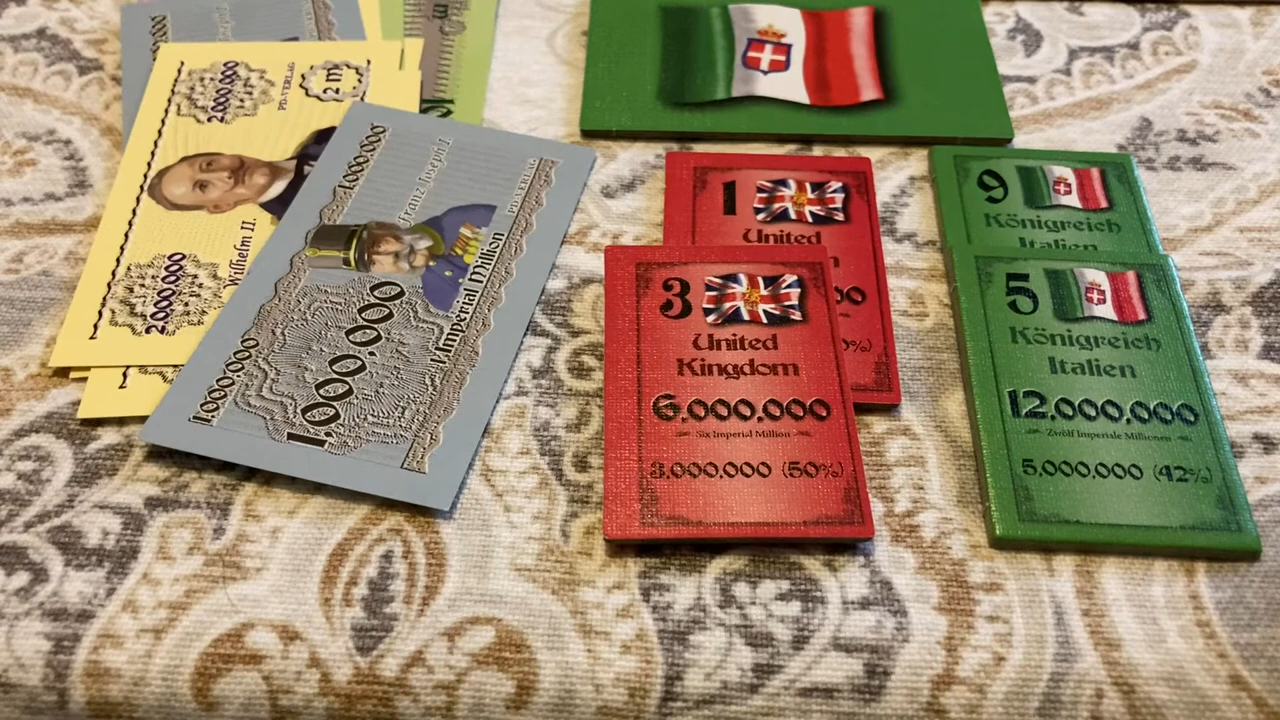 2,000,000
PD-VERLAG
2 m
2,000,000
Wilhelm II.
1,000,000
Franz Joseph I.
PD-VERLAG
1,000,000
1,000,000
1 Imperial Million
1
United
3
United
Kingdom
6,000,000
Six Imperial Million
3.000.000 (50%)
9
Königreich
Italien
5
Königreich
Italien
12,000,000
Zwölf Imperiale Millionen
5.000.000 (42%)